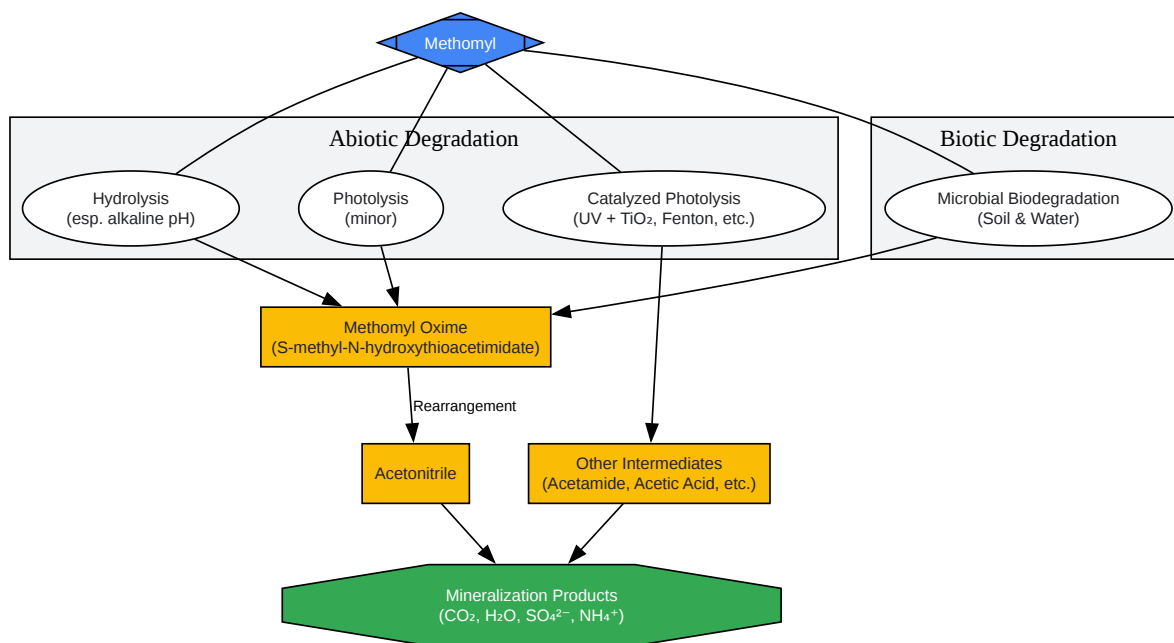 Methomyl
Abiotic Degradation
Biotic Degradation
Hydrolysis
(esp. alkaline pH)
Photolysis
(minor)
Catalyzed Photolysis
(UV + TiO₂, Fenton, etc.)
Microbial Biodegradation
(Soil & Water)
Methomyl Oxime
(S-methyl-N-hydroxythioacetimidate)
Rearrangement
Acetonitrile
Other Intermediates
(Acetamide, Acetic Acid, etc.)
Mineralization Products
(CO₂, H₂O, SO₄²⁻, NH₄⁺)